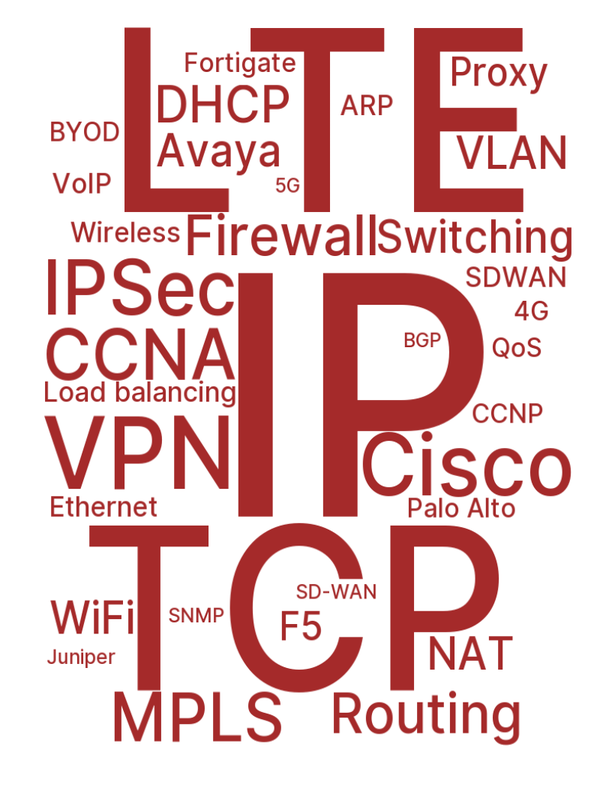 LTE
Fortigate
Proxy
DHCP
ARP
BYOD
Avaya
VLAN
VoIP
5G
Wireless
Firewall
Switching
IPSec
SDWAN
IP
4G
CCNA
BGP
QoS
Load balancing
CCNP
VPN
Cisco
Ethernet
Palo Alto
TCP
SD-WAN
WiFi
SNMP
F5
Juniper
NAT
MPLS
Routing